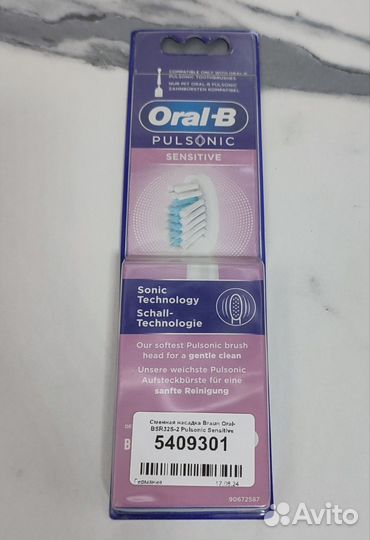 COMPATIBLE ONLY WITH ORAL-B
PULSONIC TOOTHBRUSHES
NUR MIT ORAL-B PULSONIC
ZAHNBÜRSTEN KOMPATIBEL
Oral-B
PULSONIC
SENSITIVE
Sonic
Technology
Schall-
Technologie
Our softest Pulsonic brush
head for a gentle clean
Unsere weichste Pulsonic
Aufsteckbürste für eine
sanfte Reinigung
Сменная насадка Braun Oral-
BSR32S-2 Pulsonic Sensitive
5409301
Германия 17.08.24
90672587
Avito